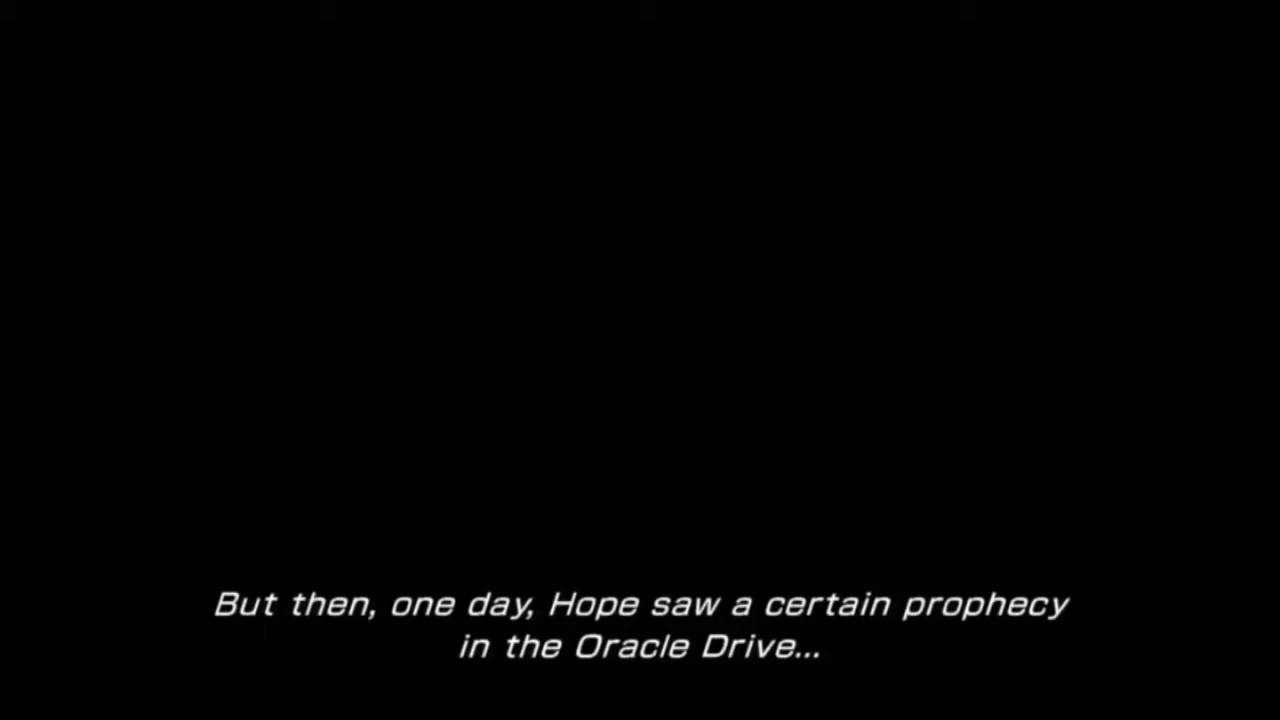 But then, one day, Hope saw a certain prophecy
in the Oracle Drive...